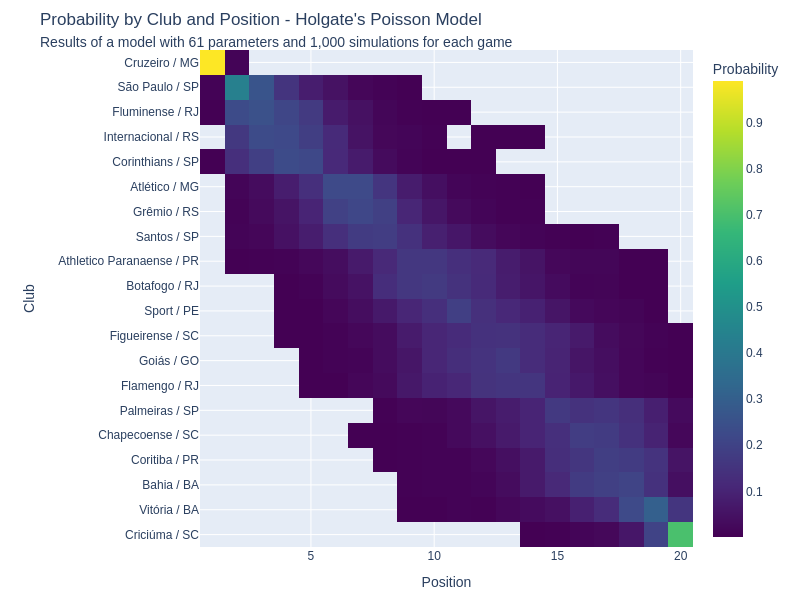 Probability by Club and Position - Holgate's Poisson Model
Results of a model with 61 parameters and 1,000 simulations for each game
Probability
Cruzeiro / MG
São Paulo / SP
Fluminense / RJ
Internacional / RS
Corinthians / SP
Atlético / MG
Grêmio / RS
Santos / SP
Athletico Paranaense / PR
Botafogo / RJ
Sport / PE
Figueirense / SC
Goiás / GO
Flamengo / RJ
Palmeiras / SP
Chapecoense / SC
Coritiba / PR
Bahia / BA
Vitória / BA
Criciúma / SC
Club
0.9
0.8
0.7
0.6
0.5
0.4
0.3
0.2
0.1
5
10
15
20
Position